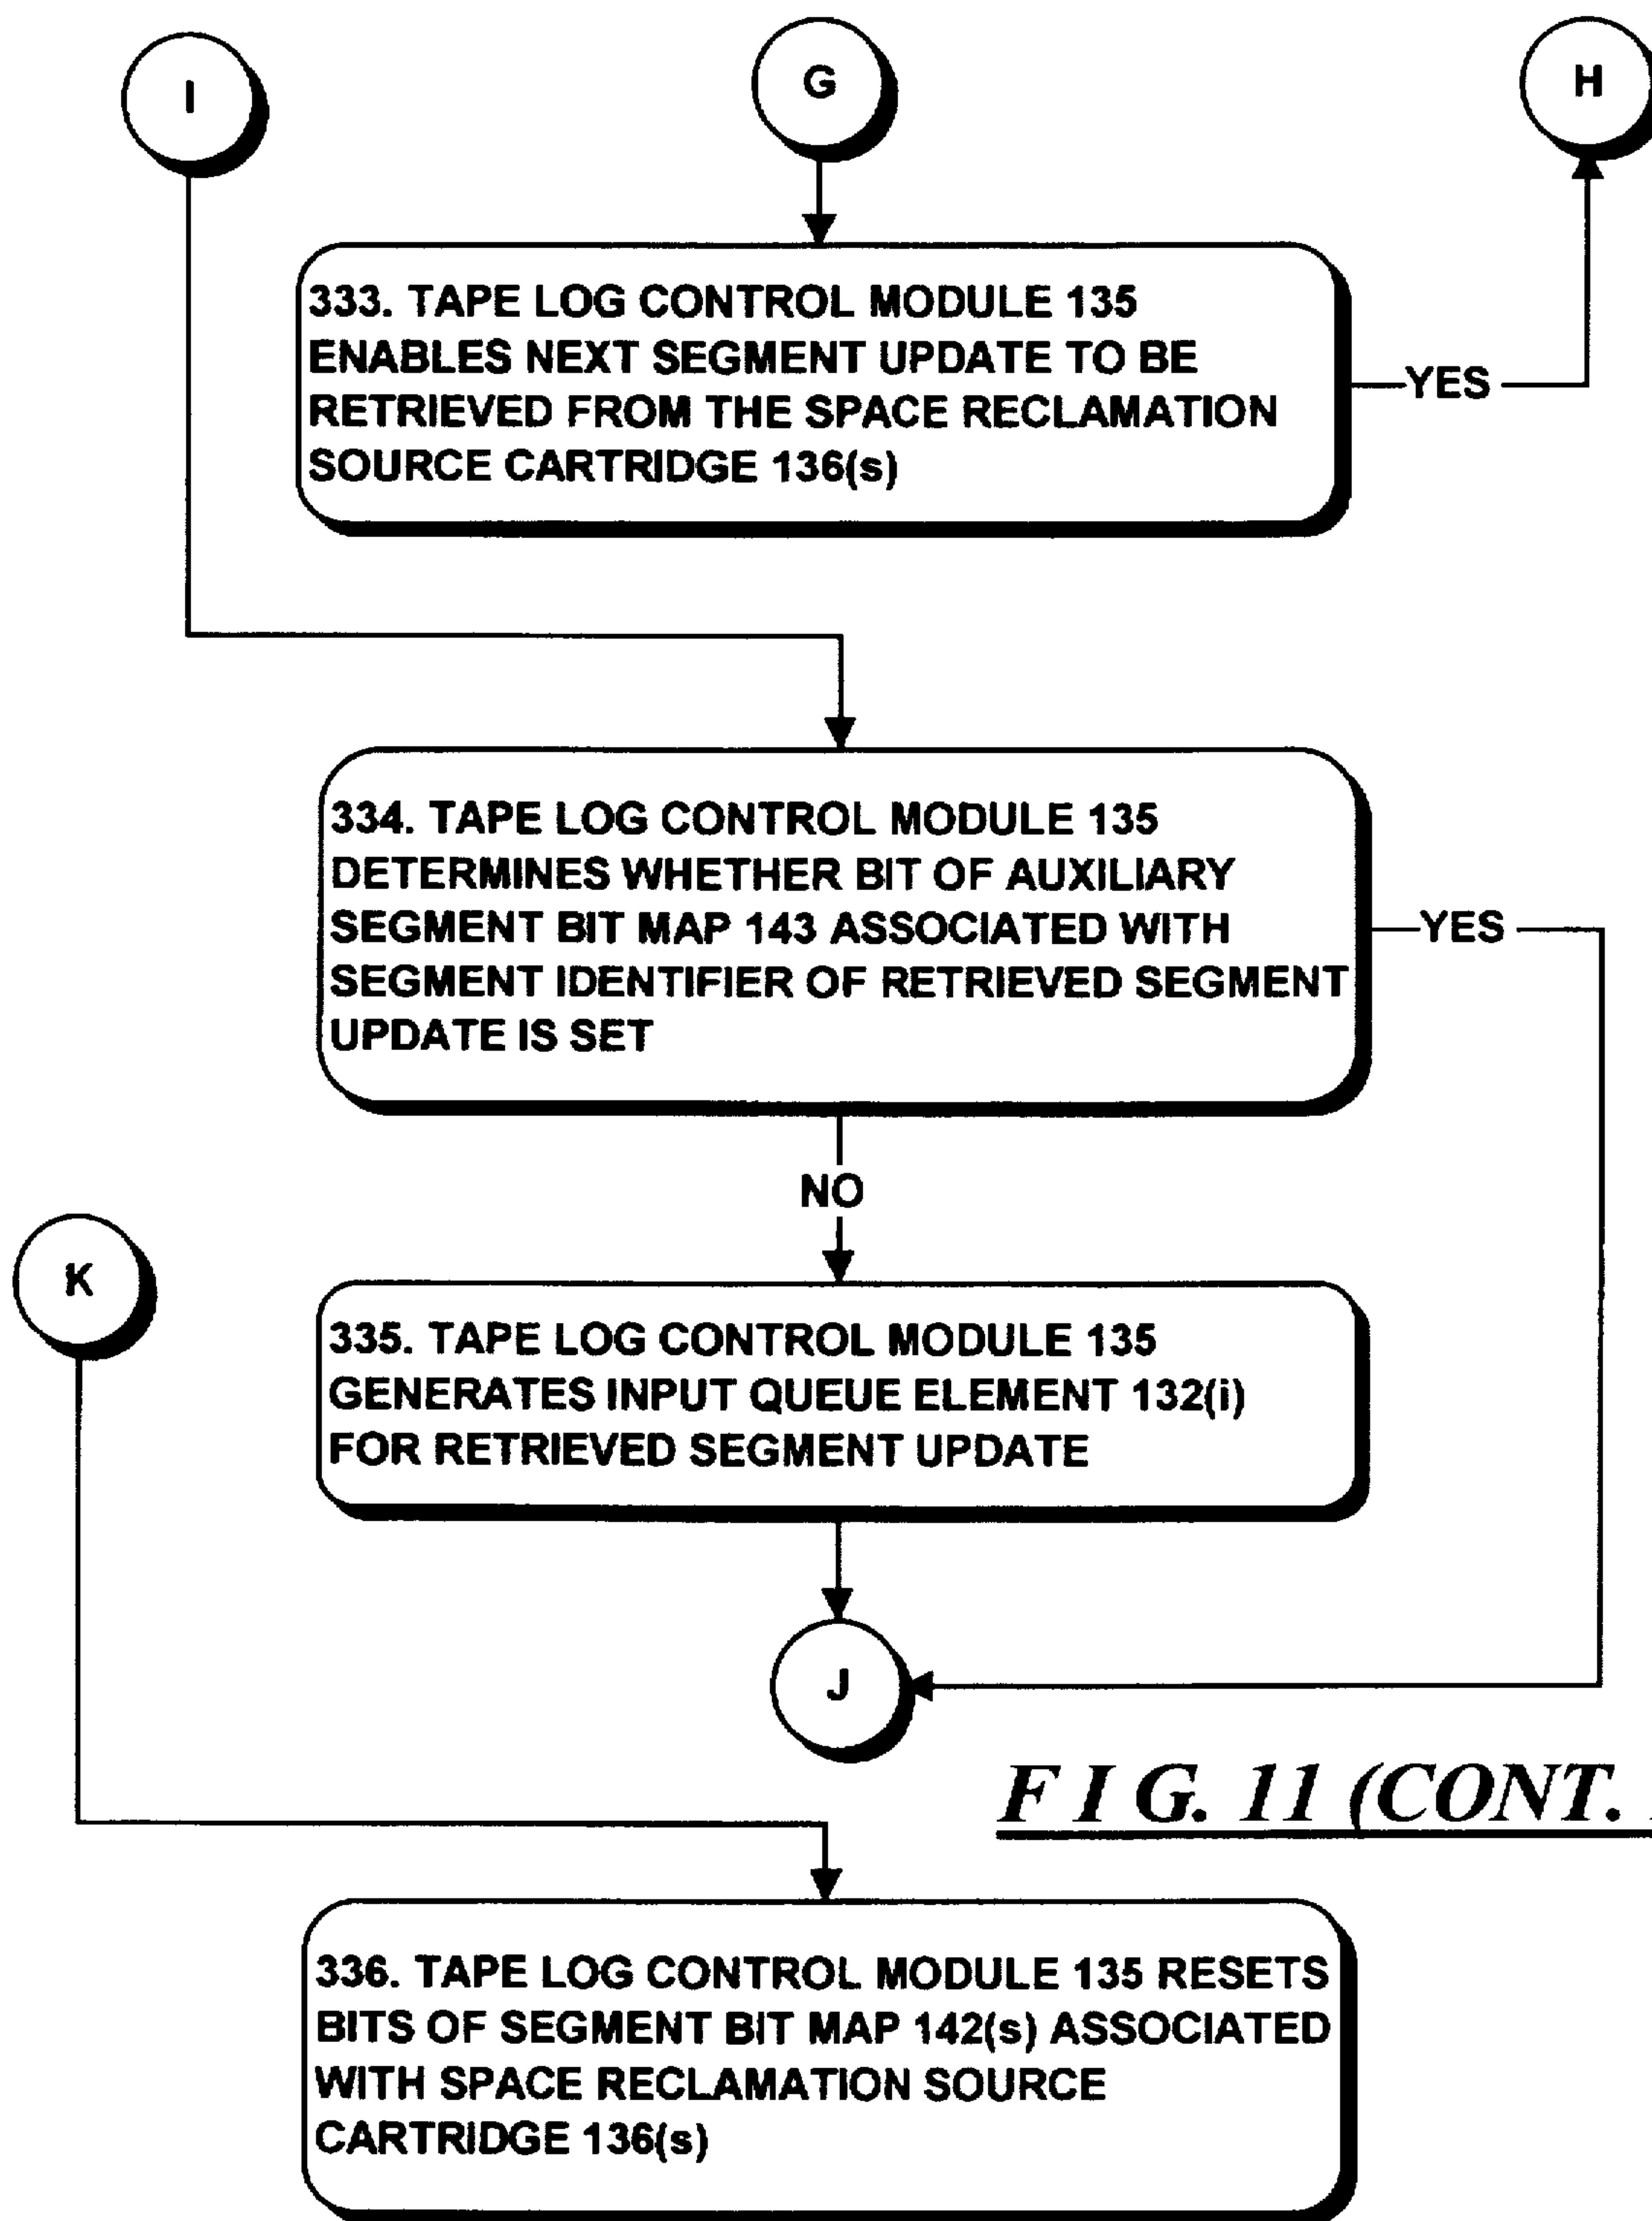 I
G
H
333. TAPE LOG CONTROL MODULE 135
ENABLES NEXT SEGMENT UPDATE TO BE
RETRIEVED FROM THE SPACE RECLAMATION
SOURCE CARTRIDGE 136(s)
YES
334. TAPE LOG CONTROL MODULE 135
DETERMINES WHETHER BIT OF AUXILIARY
SEGMENT BIT MAP 143 ASSOCIATED WITH
SEGMENT IDENTIFIER OF RETRIEVED SEGMENT
UPDATE IS SET
YES
NO
K
335. TAPE LOG CONTROL MODULE 135
GENERATES INPUT QUEUE ELEMENT 132(i)
FOR RETRIEVED SEGMENT UPDATE
J
F I G. 11 (CONT.
336. TAPE LOG CONTROL MODULE 135 RESETS
BITS OF SEGMENT BIT MAP 142(s) ASSOCIATED
WITH SPACE RECLAMATION SOURCE
CARTRIDGE 136(s)